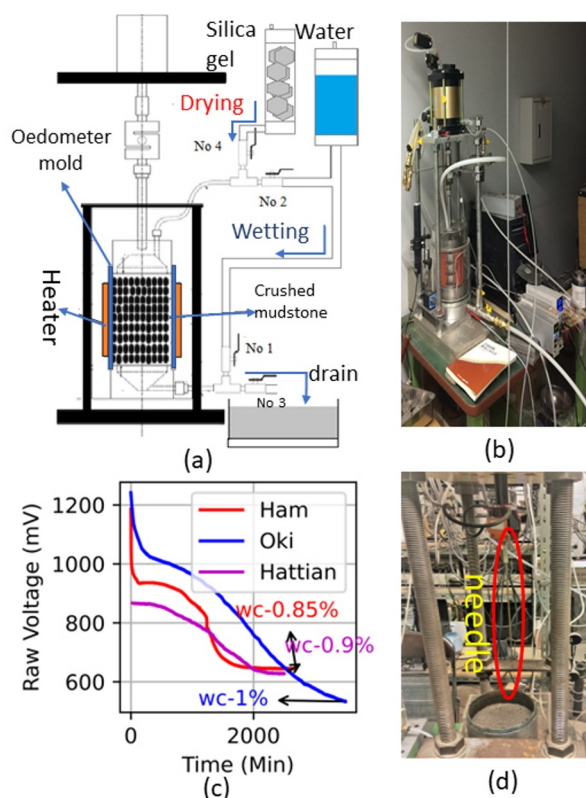 Silica
gel
Water
Drying
Oedometer
mold
No 4
No 2
Wetting
Heater
Crushed
mudstone
No 1
drain
No 3
(a)
(b)
1200
1000
800
600
Raw Voltage (mV)
Ham
Oki
Hattian
wc-0.85%
wc-0.9%
wc-1%
0
2000
Time (Min)
(c)
needle
(d)